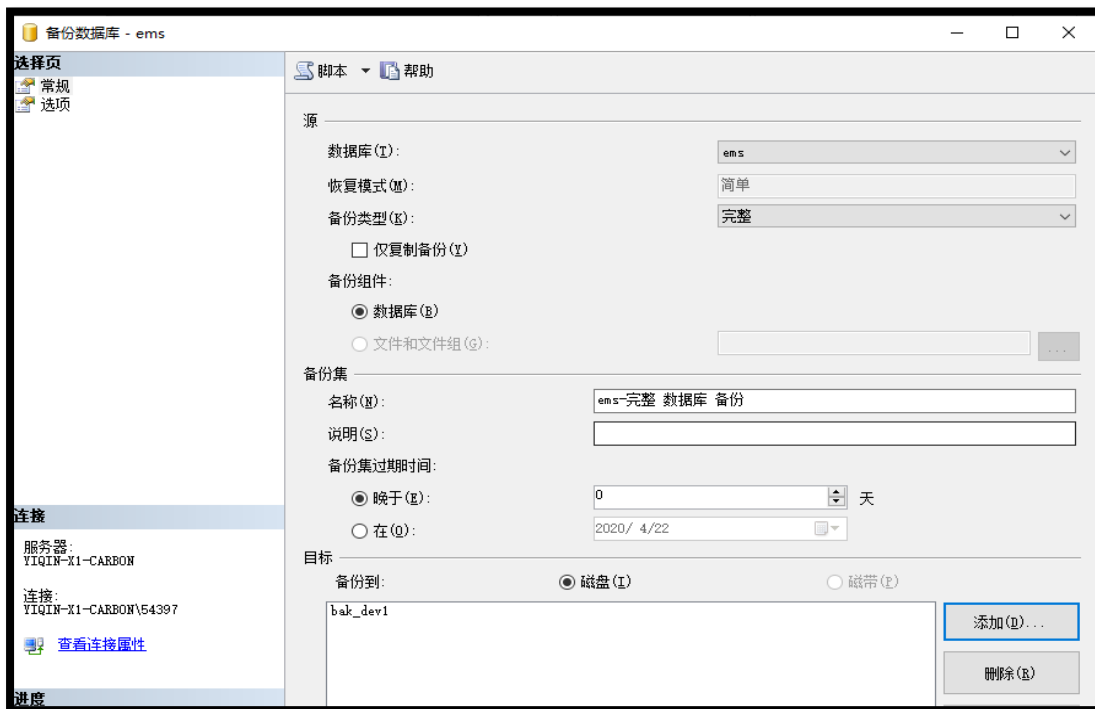 备份数据库 - ems
选择页
常规
选项
脚本 帮助
源
数据库(T): ems
恢复模式(M): 简单
备份类型(K): 完整
仅复制备份(Y)
备份组件:
数据库(B)
文件和文件组(G): ...
备份集
名称(N): ems-完整 数据库 备份
说明(S):
备份集过期时间:
晚于(E): 0 天
在(O): 2020/ 4/22
目标
备份到: 磁盘(I) 磁带(P)
bak_dev1
添加(D)...
删除(R)
连接
服务器:
YIQIN-X1-CARBON
连接:
YIQIN-X1-CARBON\54397
查看连接属性
进度